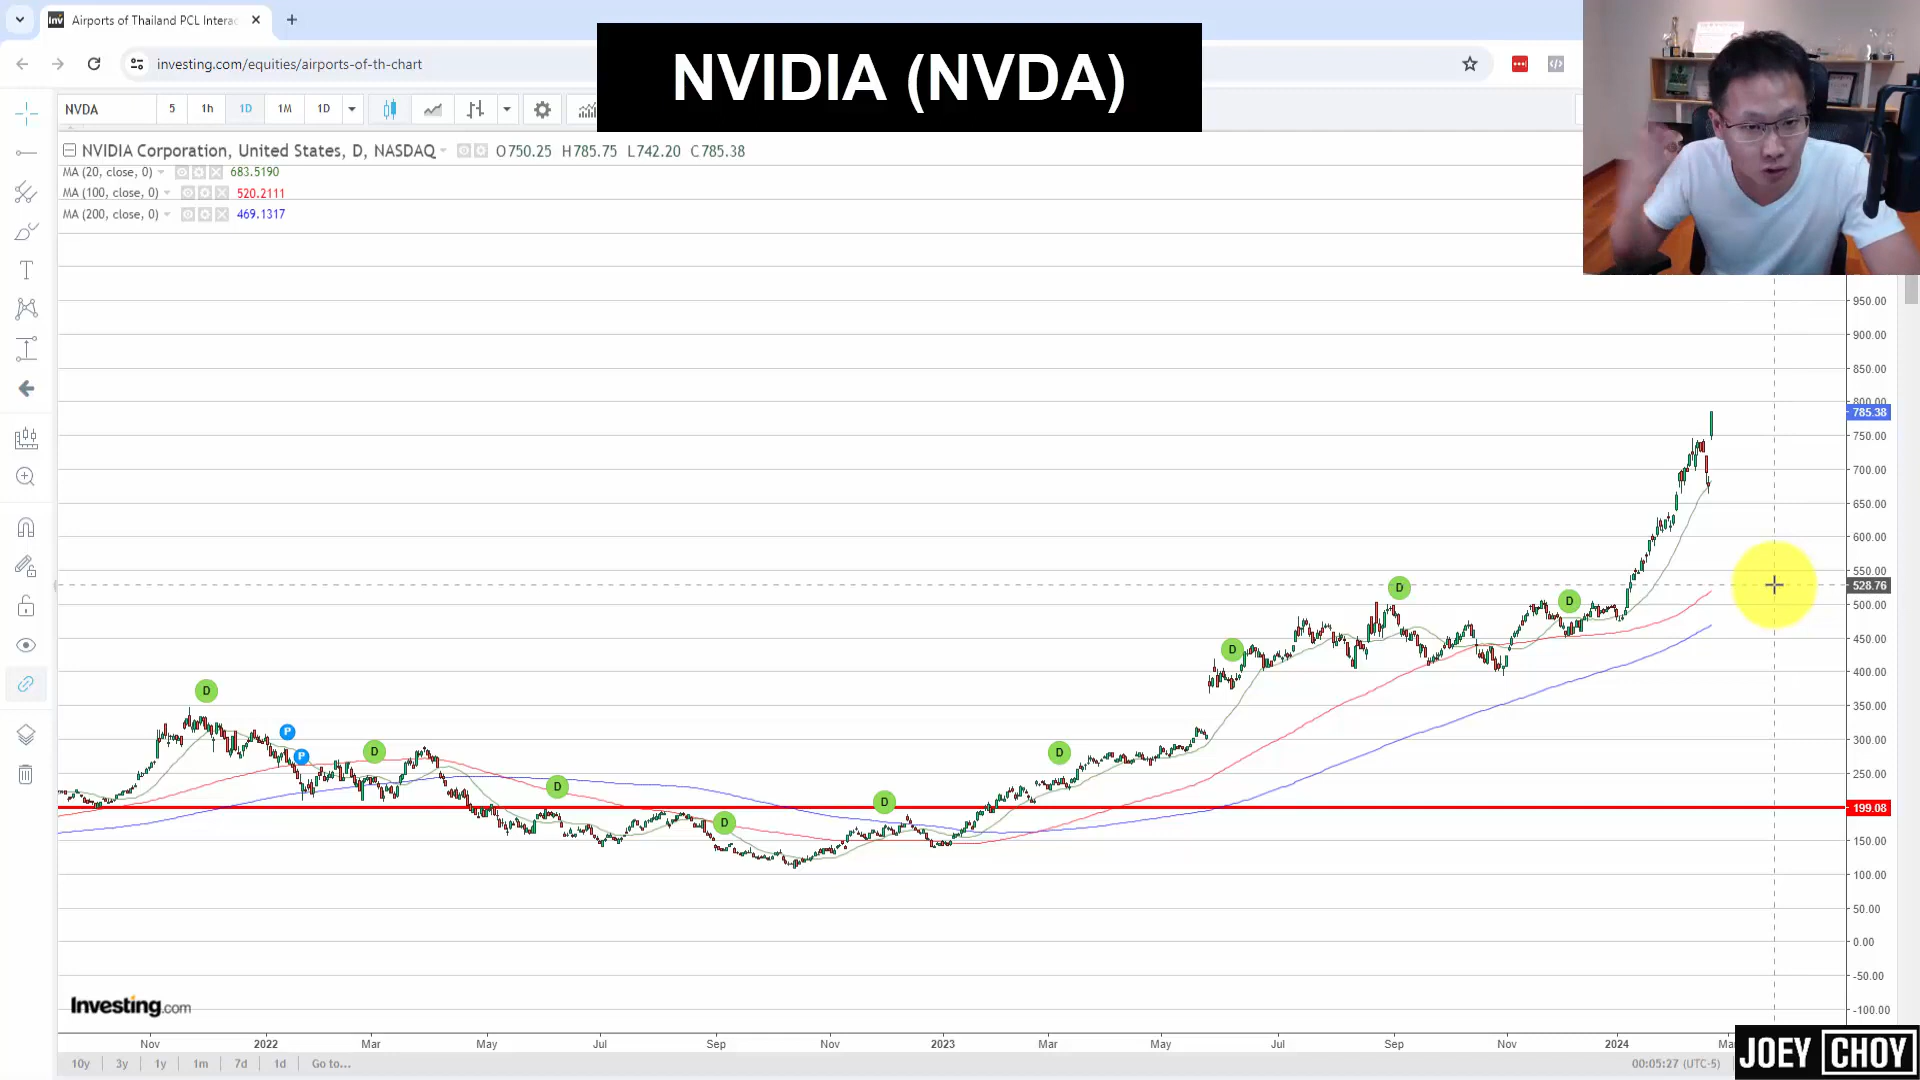 Inv Airports of Thailand PCL Intera
investing.com/equities/airports-of-th-chart
NVIDIA (NVDA)
NVDA 5 1h 1D 1M 1D
NVIDIA Corporation, United States, D, NASDAQ O750.25 H785.75 L742.20 C785.38
MA (20, close, 0) 683.5190
MA (100, close, 0) 520.2111
MA (200, close, 0) 469.1317
950.00
900.00
850.00
800.00
785.38
750.00
700.00
650.00
600.00
550.00
528.76
500.00
450.00
400.00
350.00
300.00
250.00
199.08
150.00
100.00
50.00
0.00
-50.00
-100.00
D
D
D
D
P
P
D
D
D
D
D
Investing.com
Nov 2022 Mar May Jul Sep Nov 2023 Mar May Jul Sep Nov 2024
10y 3y 1y 1m 7d 1d Go to... 00:05:27 (UTC-5)
JOEY CHOY